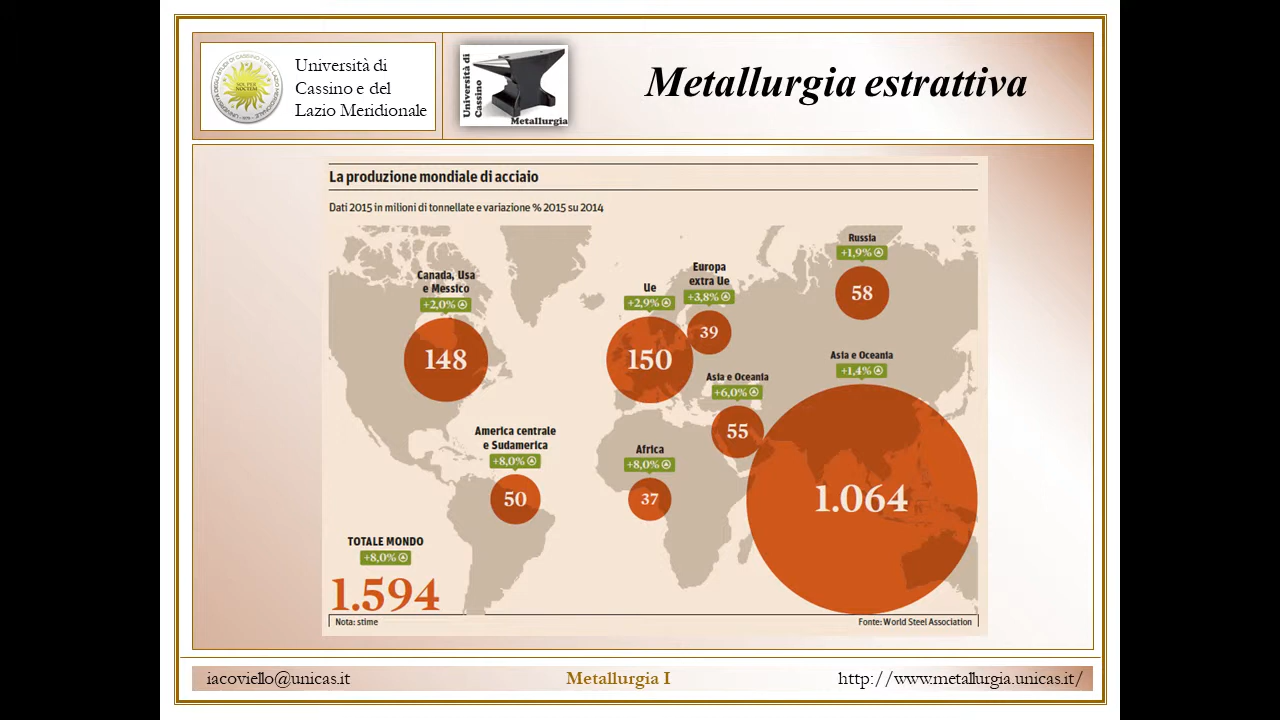 Università di
Cassino e del
Lazio Meridionale
Università di
Cassino
Metallurgia
Metallurgia estrattiva
La produzione mondiale di acciaio
Dati 2015 in milioni di tonnellate e variazione % 2015 su 2014
Canada, Usa
e Messico
+2,0%
148
Ue
+2,9%
150
Europa
extra Ue
+3,8%
39
Russia
+1,9%
58
Asia e Oceania
+6,0%
55
Asia e Oceania
+1,4%
1.064
America centrale
e Sudamerica
+8,0%
50
Africa
+8,0%
37
TOTALE MONDO
+8,0%
1.594
Nota: stime
Fonte: World Steel Association
iacoviello@unicas.it
Metallurgia I
http://www.metallurgia.unicas.it/